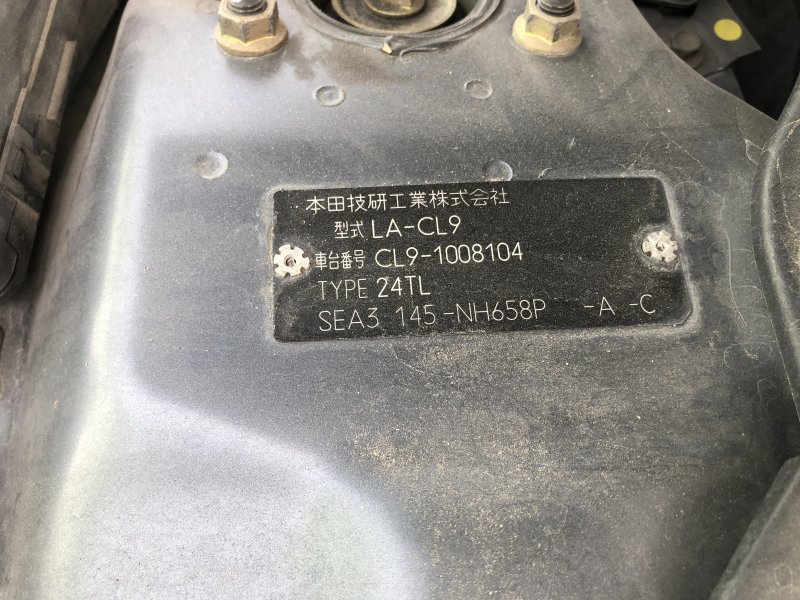 本田技研工業株式会社
型式 LA-CL9
車台番号 CL9-1008104
TYPE 24TL
SEA3 145-NH658P -A -C